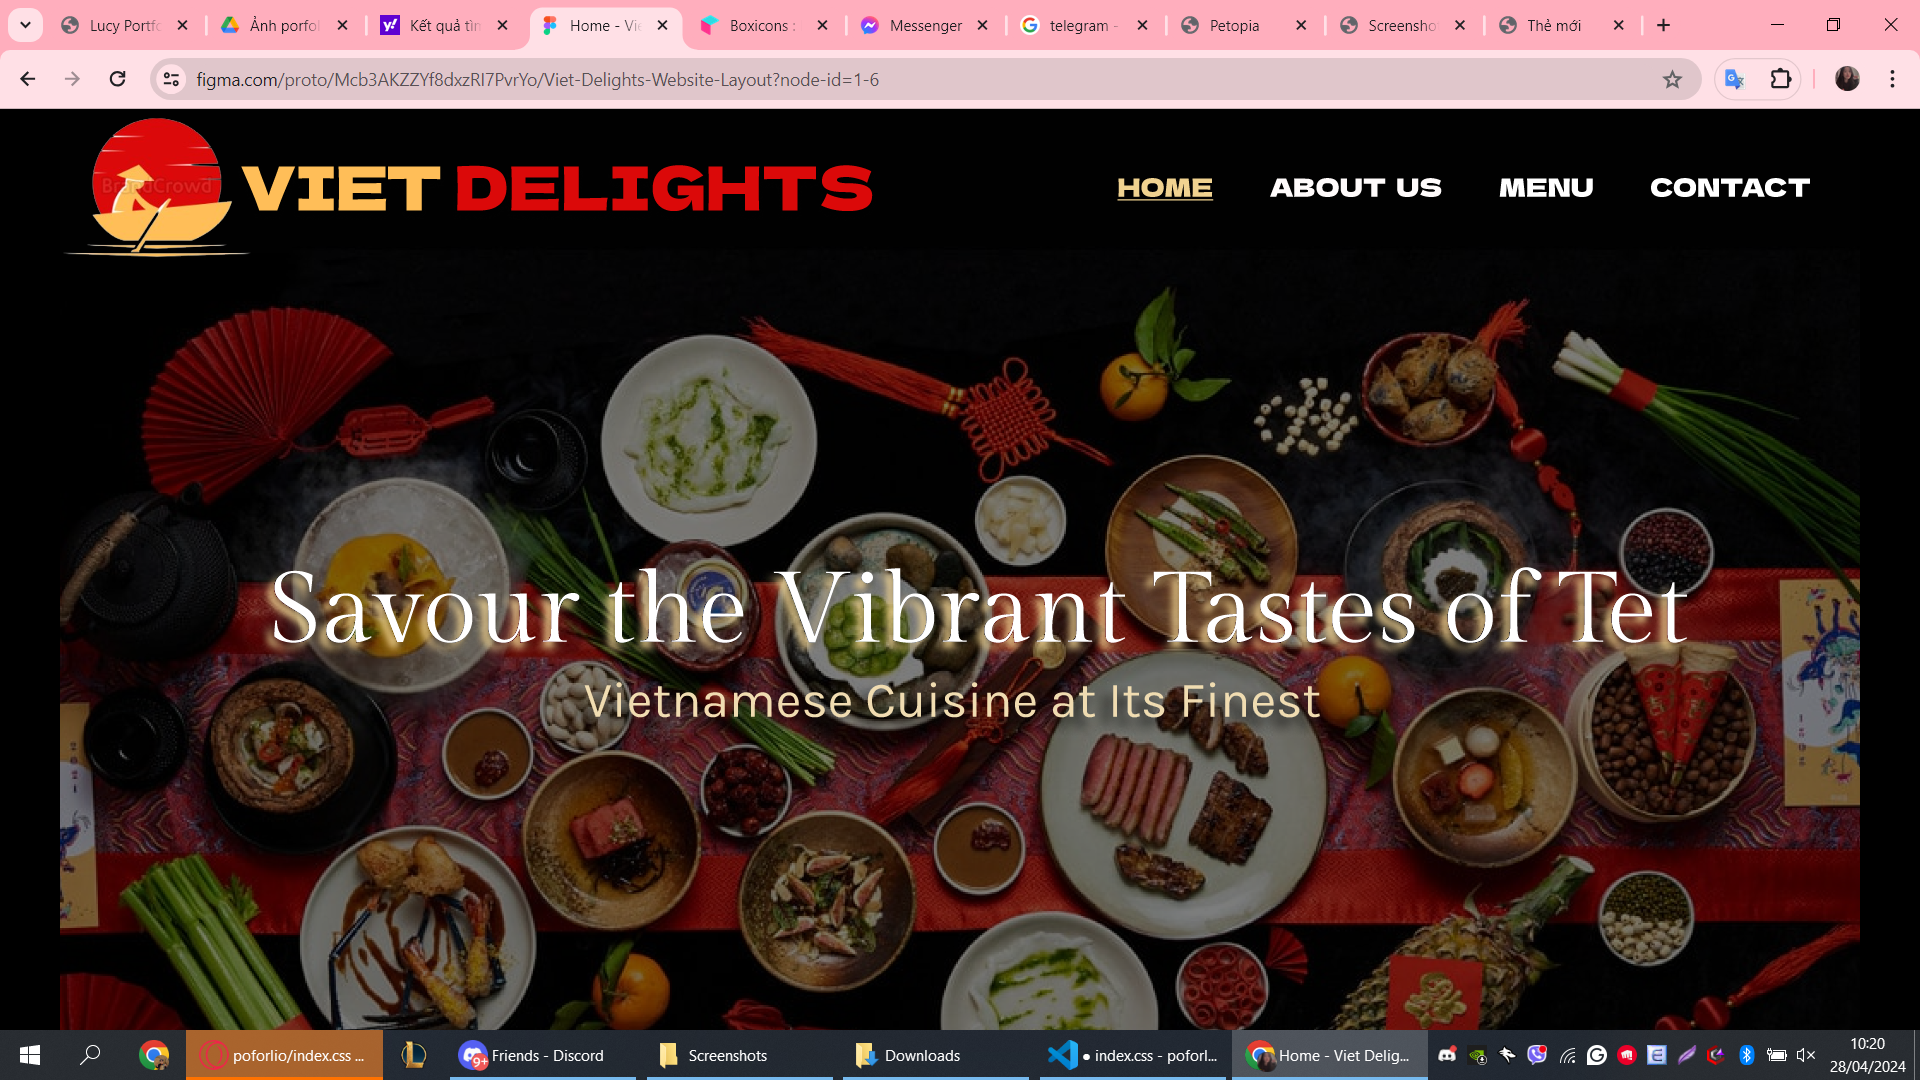 Lucy Portfo
Ảnh porfol
Kết quả tìn
Home - Vie
Boxicons :
Messenger
telegram -
Petopia
Screensho
Thẻ mới
figma.com/proto/Mcb3AKZZYf8dxzRI7PvrYo/Viet-Delights-Website-Layout?node-id=1-6
BrandCrowd
VIET DELIGHTS
HOME
ABOUT US
MENU
CONTACT
Savour the Vibrant Tastes of Tet
Vietnamese Cuisine at Its Finest
poforlio/index.css ...
9+
Friends - Discord
Screenshots
Downloads
● index.css - poforl...
Home - Viet Delig...
10:20
28/04/2024